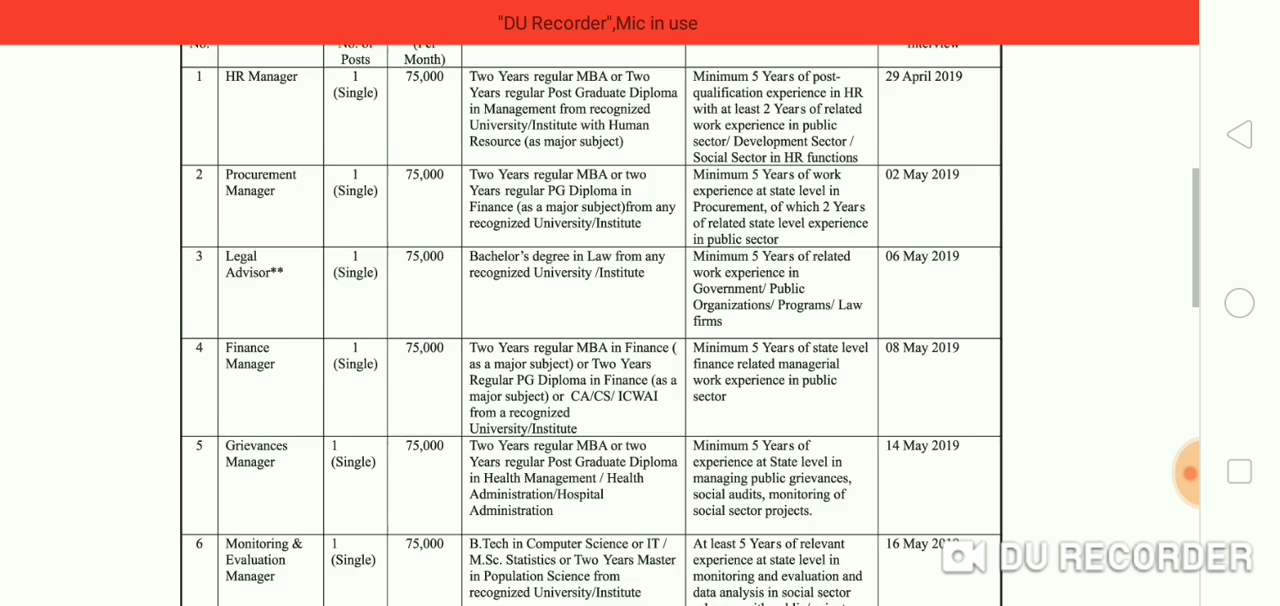 "DU Recorder",Mic in use
Posts
Month)
1 HR Manager 1 75,000 Two Years regular MBA or Two Minimum 5 Years of post- 29 April 2019
(Single) Years regular Post Graduate Diploma qualification experience in HR
in Management from recognized with at least 2 Years of related
University/Institute with Human work experience in public
Resource (as major subject) sector/ Development Sector /
Social Sector in HR functions
2 Procurement 1 75,000 Two Years regular MBA or two Minimum 5 Years of work 02 May 2019
Manager (Single) Years regular PG Diploma in experience at state level in
Finance (as a major subject)from any Procurement, of which 2 Years
recognized University/Institute of related state level experience
in public sector
3 Legal 1 75,000 Bachelor's degree in Law from any Minimum 5 Years of related 06 May 2019
Advisor** (Single) recognized University /Institute work experience in
Government/ Public
Organizations/ Programs/ Law
firms
4 Finance 1 75,000 Two Years regular MBA in Finance ( Minimum 5 Years of state level 08 May 2019
Manager (Single) as a major subject) or Two Years finance related managerial
Regular PG Diploma in Finance (as a work experience in public
major subject) or CA/CS/ ICWAI sector
from a recognized
University/Institute
5 Grievances 1 75,000 Two Years regular MBA or two Minimum 5 Years of 14 May 2019
Manager (Single) Years regular Post Graduate Diploma experience at State level in
in Health Management / Health managing public grievances,
Administration/Hospital social audits, monitoring of
Administration social sector projects.
6 Monitoring & 1 75,000 B.Tech in Computer Science or IT / At least 5 Years of relevant 16 May
Evaluation (Single) M.Sc. Statistics or Two Years Master experience at state level in
Manager in Population Science from monitoring and evaluation and
recognized University/Institute data analysis in social sector
DU RECORDER